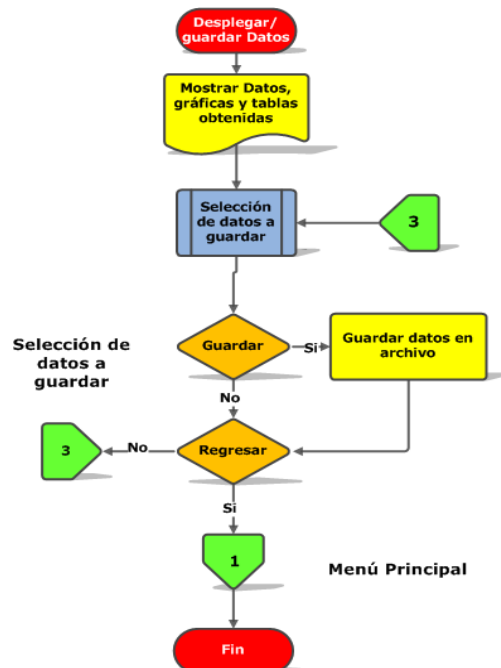 Desplegar/
guardar Datos
Mostrar Datos,
gráficas y tablas
obtenidas
Selección
de datos a
guardar
3
Guardar
Si
Guardar datos en
archivo
Selección de
datos a
guardar
No
3
No
Regresar
Si
1
Menú Principal
Fin